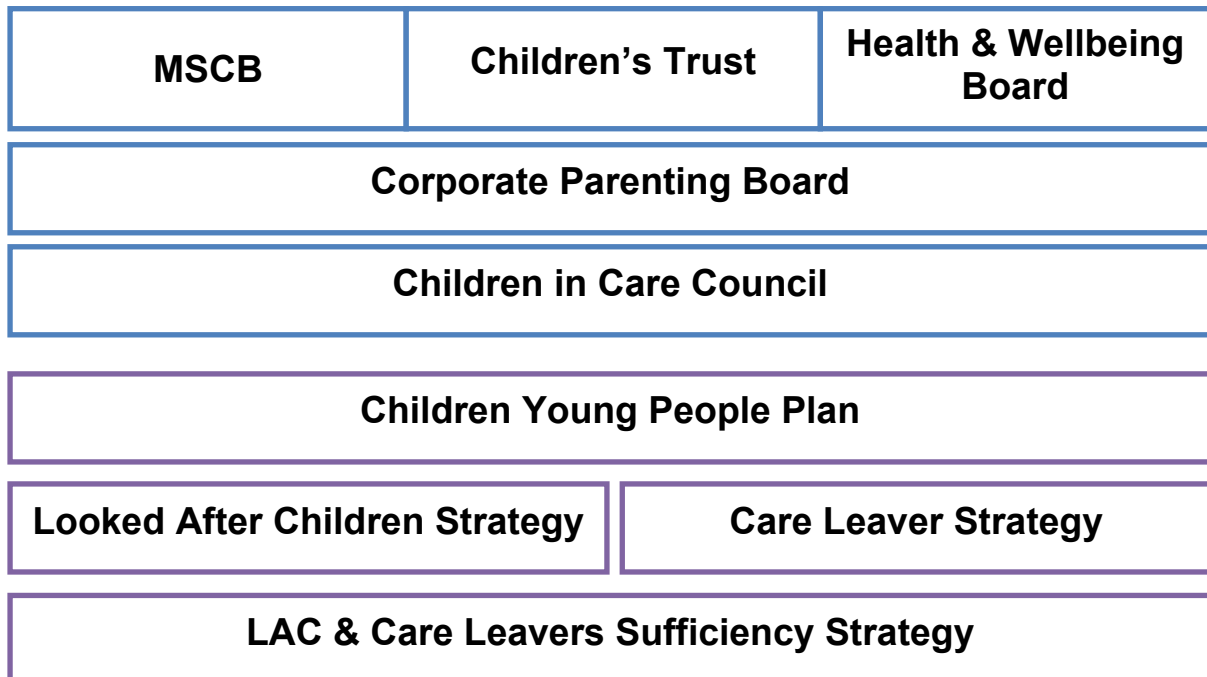 MSCB
Children’s Trust
Health & Wellbeing
Board
Corporate Parenting Board
Children in Care Council
Children Young People Plan
Looked After Children Strategy
Care Leaver Strategy
LAC & Care Leavers Sufficiency Strategy